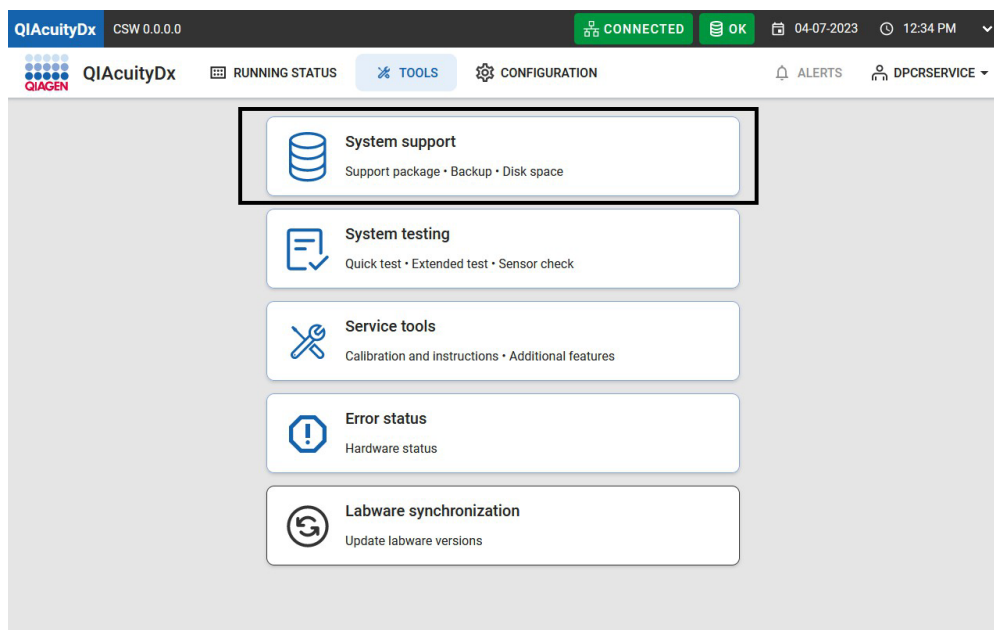 QIAcuityDx CSW 0.0.0.0 CONNECTED OK 04-07-2023 12:34 PM
QIAGEN QIAcuityDx RUNNING STATUS TOOLS CONFIGURATION ALERTS DPCRSERVICE
System support
Support package • Backup • Disk space
System testing
Quick test • Extended test • Sensor check
Service tools
Calibration and instructions • Additional features
Error status
Hardware status
Labware synchronization
Update labware versions